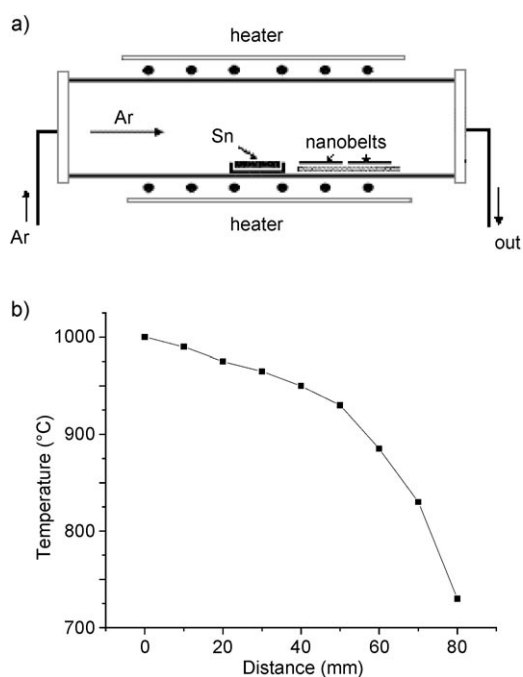 a)
heater
Ar
Sn
nanobelts
Ar
heater
out
b)
Temperature (°C)
1000
900
800
700
0 20 40 60 80
Distance (mm)